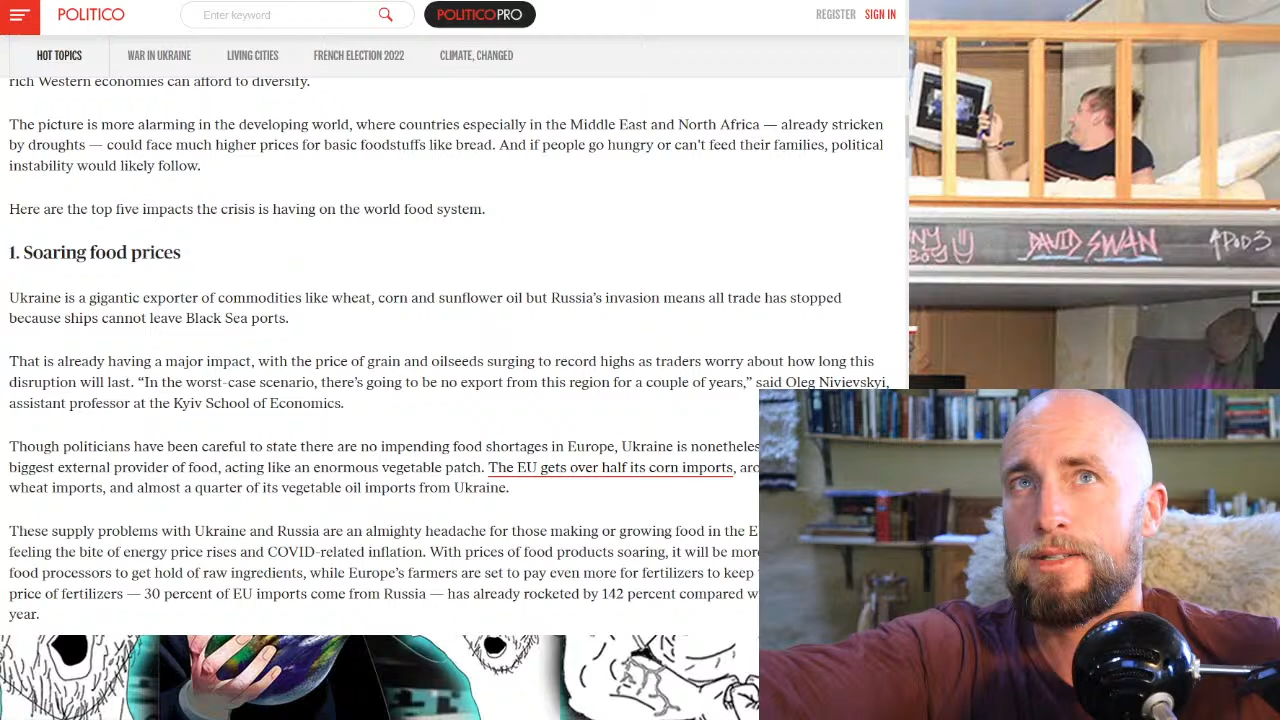 POLITICO
Enter keyword
POLITICOPRO
REGISTER SIGN IN
HOT TOPICS WAR IN UKRAINE LIVING CITIES FRENCH ELECTION 2022 CLIMATE, CHANGED
rich Western economies can afford to diversify.
The picture is more alarming in the developing world, where countries especially in the Middle East and North Africa — already stricken
by droughts — could face much higher prices for basic foodstuffs like bread. And if people go hungry or can't feed their families, political
instability would likely follow.
Here are the top five impacts the crisis is having on the world food system.
1. Soaring food prices
Ukraine is a gigantic exporter of commodities like wheat, corn and sunflower oil but Russia's invasion means all trade has stopped
because ships cannot leave Black Sea ports.
That is already having a major impact, with the price of grain and oilseeds surging to record highs as traders worry about how long this
disruption will last. “In the worst-case scenario, there's going to be no export from this region for a couple of years,” said Oleg Nivievskyi,
assistant professor at the Kyiv School of Economics.
Though politicians have been careful to state there are no impending food shortages in Europe, Ukraine is nonetheles
biggest external provider of food, acting like an enormous vegetable patch. The EU gets over half its corn imports, aro
wheat imports, and almost a quarter of its vegetable oil imports from Ukraine.
These supply problems with Ukraine and Russia are an almighty headache for those making or growing food in the E
feeling the bite of energy price rises and COVID-related inflation. With prices of food products soaring, it will be more
food processors to get hold of raw ingredients, while Europe's farmers are set to pay even more for fertilizers to keep
price of fertilizers — 30 percent of EU imports come from Russia — has already rocketed by 142 percent compared w
year.
DAVID SWAN
POD3